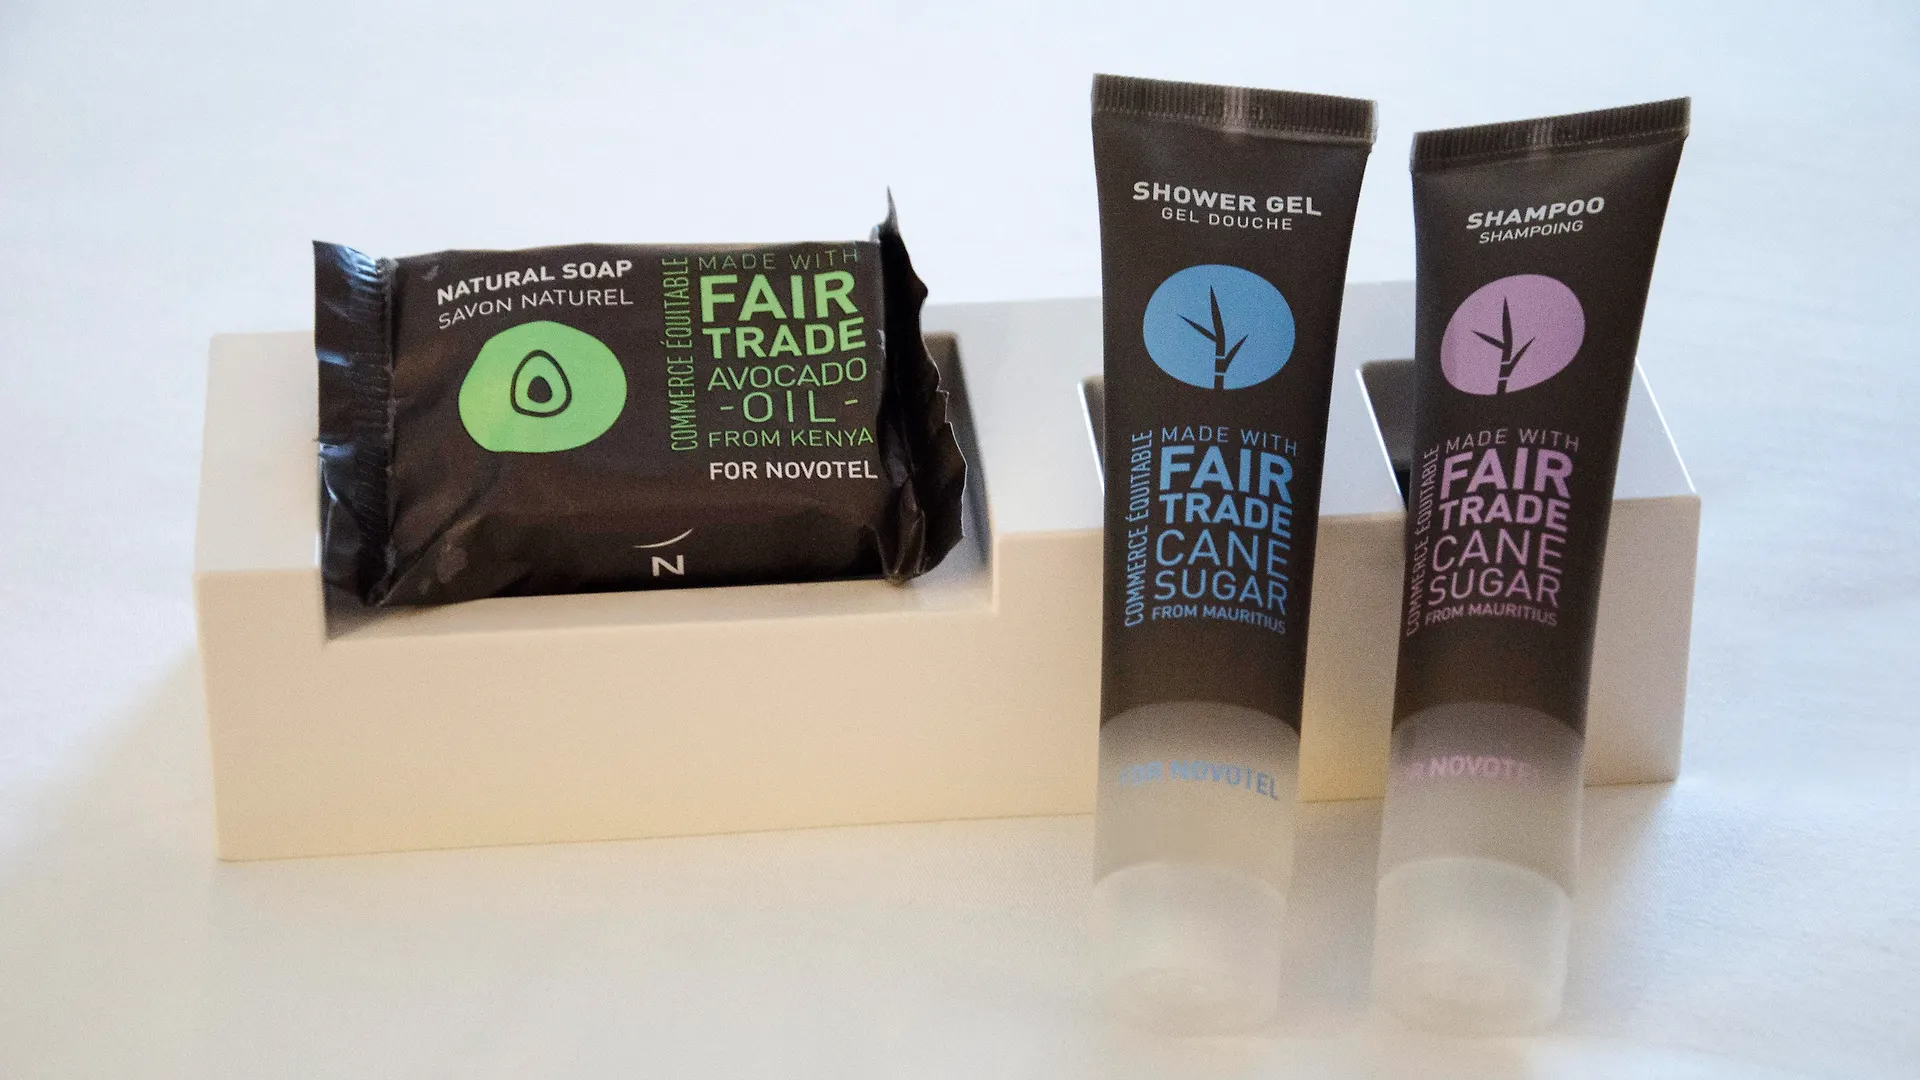 NATURAL SOAP
SAVON NATUREL
COMMERCE ÉQUITABLE
MADE WITH
FAIR
TRADE
AVOCADO
-OIL-
FROM KENYA
FOR NOVOTEL
N
SHOWER GEL
GEL DOUCHE
COMMERCE ÉQUITABLE
MADE WITH
FAIR
TRADE
CANE
SUGAR
FROM MAURITIUS
FOR NOVOTEL
SHAMPOO
SHAMPOING
COMMERCE ÉQUITABLE
MADE WITH
FAIR
TRADE
CANE
SUGAR
FROM MAURITIUS
FOR NOVOTEL